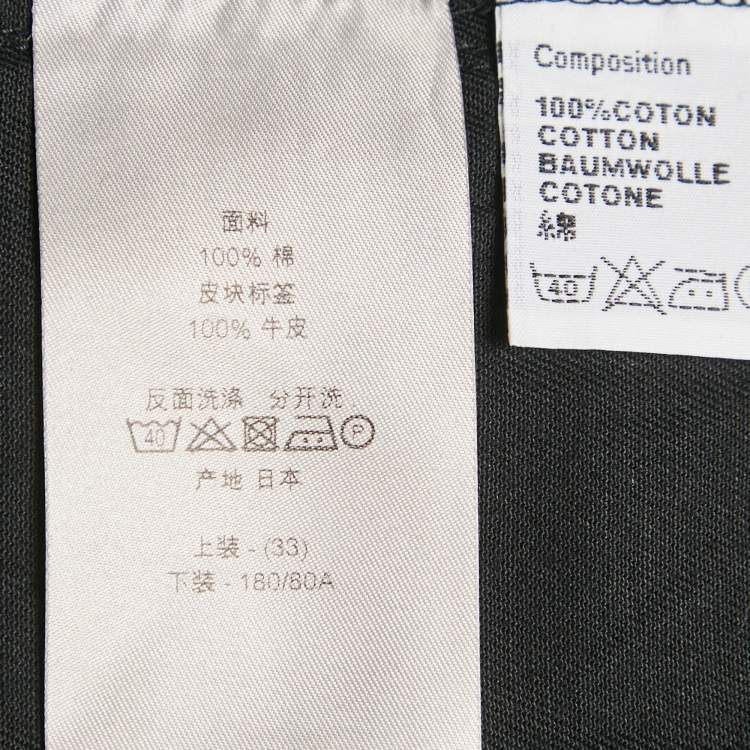 面料
100% 棉
皮块标签
100% 牛皮
反面洗涤 分开洗
40 P
产地 日本
上装 - (33)
下装 - 180/80A
Composition
100%COTON
COTTON
BAUMWOLLE
COTONE
綿
40